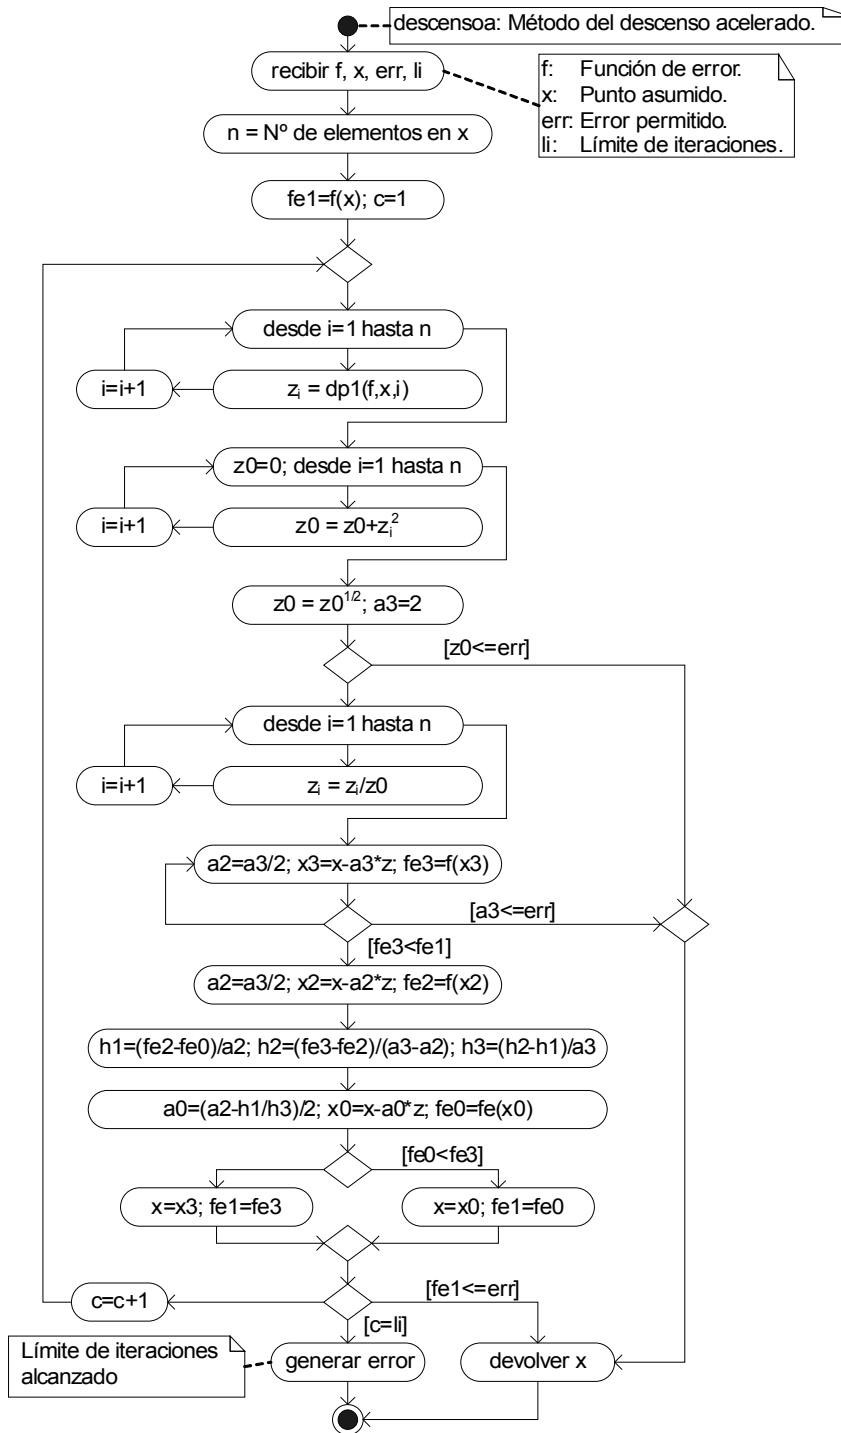 descensoa: Método del descenso acelerado.
recibir f, x, err, li
f: Función de error.
x: Punto asumido.
err: Error permitido.
li: Límite de iteraciones.
n = Nº de elementos en x
fe1=f(x); c=1
desde i=1 hasta n
i=i+1
zᵢ = dp1(f,x,i)
z0=0; desde i=1 hasta n
i=i+1
z0 = z0+zᵢ²
z0 = z0^1/2; a3=2
[z0<=err]
desde i=1 hasta n
i=i+1
zᵢ = zᵢ/z0
a2=a3/2; x3=x-a3*z; fe3=f(x3)
[a3<=err]
[fe3<fe1]
a2=a3/2; x2=x-a2*z; fe2=f(x2)
h1=(fe2-fe0)/a2; h2=(fe3-fe2)/(a3-a2); h3=(h2-h1)/a3
a0=(a2-h1/h3)/2; x0=x-a0*z; fe0=fe(x0)
[fe0<fe3]
x=x3; fe1=fe3
x=x0; fe1=fe0
c=c+1
[fe1<=err]
[c=li]
Límite de iteraciones
alcanzado
generar error
devolver x